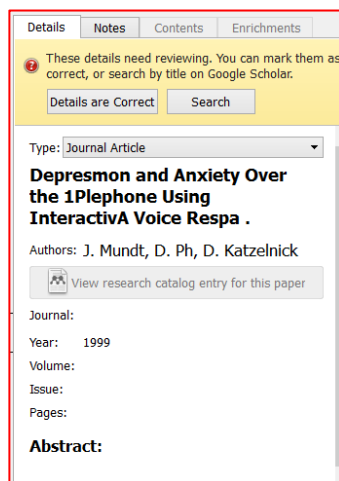 Details Notes Contents Enrichments
These details need reviewing. You can mark them as
correct, or search by title on Google Scholar.
Details are Correct Search
Type: Journal Article
Depresmon and Anxiety Over
the 1Plephone Using
InteractivA Voice Respa .
Authors: J. Mundt, D. Ph, D. Katzelnick
View research catalog entry for this paper
Journal:
Year: 1999
Volume:
Issue:
Pages:
Abstract: